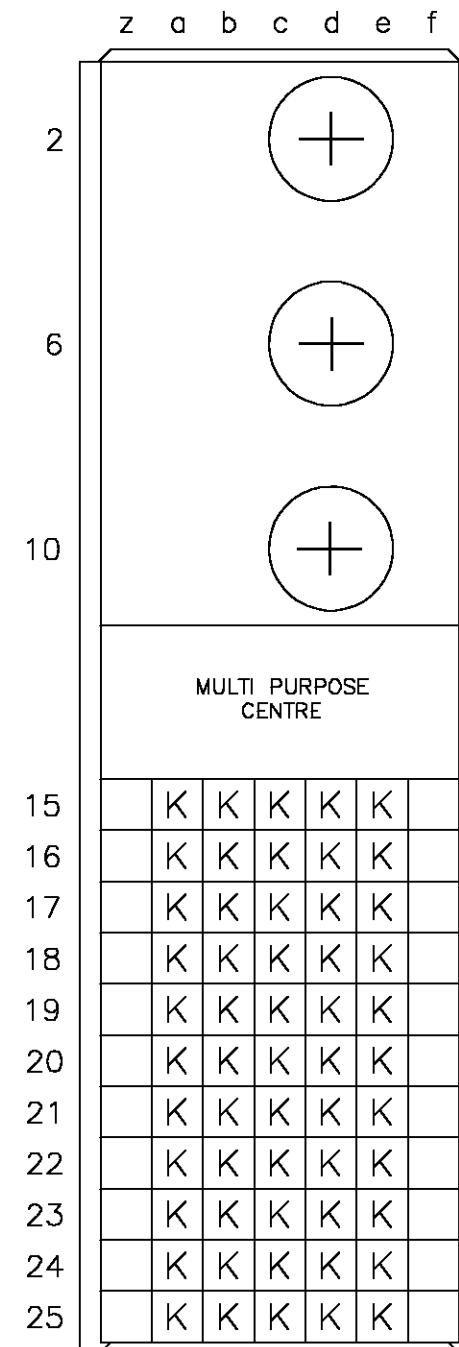 z a b c d e f
2
6
10
MULTI PURPOSE
CENTRE
15 K K K K K
16 K K K K K
17 K K K K K
18 K K K K K
19 K K K K K
20 K K K K K
21 K K K K K
22 K K K K K
23 K K K K K
24 K K K K K
25 K K K K K